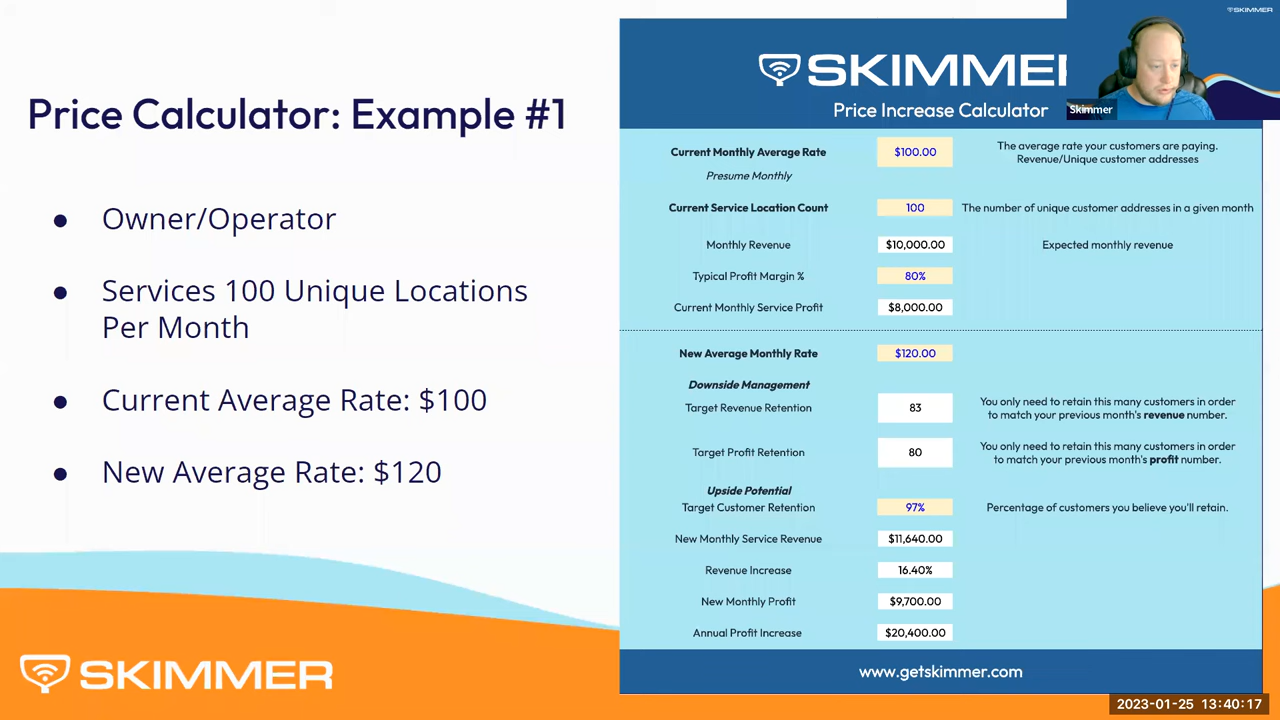 SKIMMER
SKIMMER
Price Increase Calculator
Skimmer
Price Calculator: Example #1
● Owner/Operator
● Services 100 Unique Locations
Per Month
● Current Average Rate: $100
● New Average Rate: $120
SKIMMER
Current Monthly Average Rate $100.00 The average rate your customers are paying.
Revenue/Unique customer addresses
Presume Monthly
Current Service Location Count 100 The number of unique customer addresses in a given month
Monthly Revenue $10,000.00 Expected monthly revenue
Typical Profit Margin % 80%
Current Monthly Service Profit $8,000.00
New Average Monthly Rate $120.00
Downside Management
Target Revenue Retention 83 You only need to retain this many customers in order
to match your previous month's revenue number.
Target Profit Retention 80 You only need to retain this many customers in order
to match your previous month's profit number.
Upside Potential
Target Customer Retention 97% Percentage of customers you believe you'll retain.
New Monthly Service Revenue $11,640.00
Revenue Increase 16.40%
New Monthly Profit $9,700.00
Annual Profit Increase $20,400.00
www.getskimmer.com
2023-01-25 13:40:17